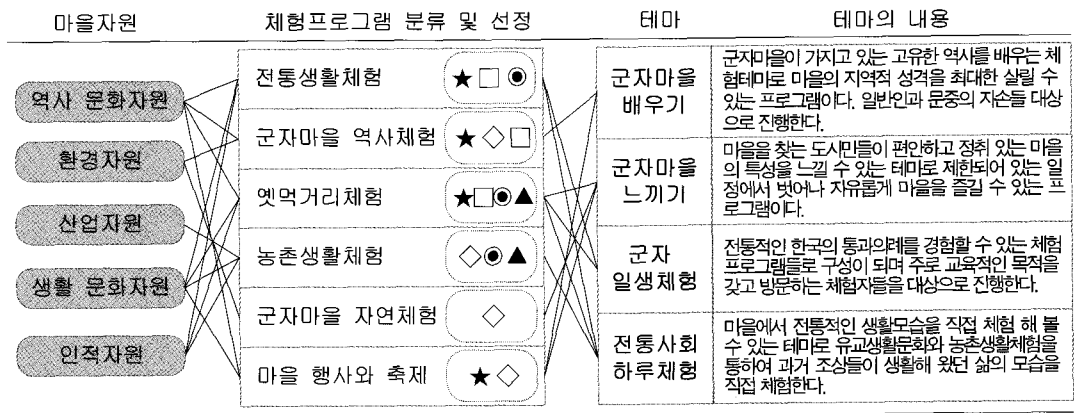 마을자원 체험프로그램 분류 및 선정 테마 테마의 내용
역사 문화자원
환경자원
산업자원
생활 문화자원
인적자원
전통생활체험 ★ □ ◉
군자마을 역사체험 ★ ◇ □
옛먹거리체험 ★ □ ◉ ▲
농촌생활체험 ◇ ◉ ▲
군자마을 자연체험 ◇
마을 행사와 축제 ★ ◇
군자마을
배우기
군자마을이 가지고 있는 고유한 역사를 배우는 체
험테마로 마을의 지역적 성격을 최대한 살릴 수
있는 프로그램이다. 일반인과 문중의 자손들 대상
으로 진행한다.
군자마을
느끼기
마을을 찾는 도시민들이 편안하고 정취 있는 마을
의 특성을 느낄 수 있는 테마로 제한되어 있는 일
정에서 벗어나 자유롭게 마을을 즐길 수 있는 프
로그램이다.
군자
일생체험
전통적인 한국의 통과의례를 경험할 수 있는 체험
프로그램들로 구성이 되며 주로 교육적인 목적을
갖고 방문하는 체험자들을 대상으로 진행한다.
전통사회
하루체험
마을에서 전통적인 생활모습을 직접 체험 해 볼
수 있는 테마로 유교생활문화와 농촌생활체험을
통하여 과거 조상들이 생활해 왔던 삶의 모습을
직접 체험한다.